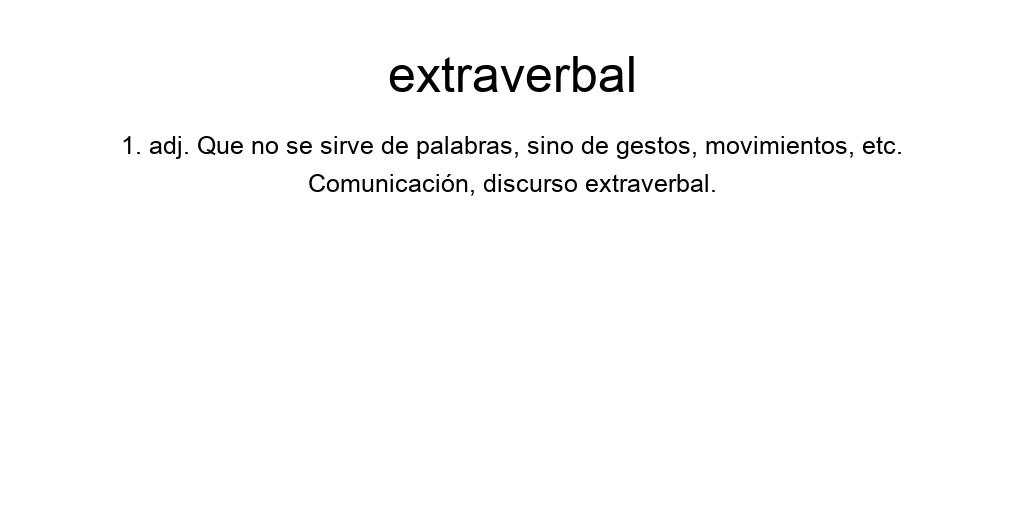 extraverbal
1. adj. Que no se sirve de palabras, sino de gestos, movimientos, etc.
Comunicación, discurso extraverbal.